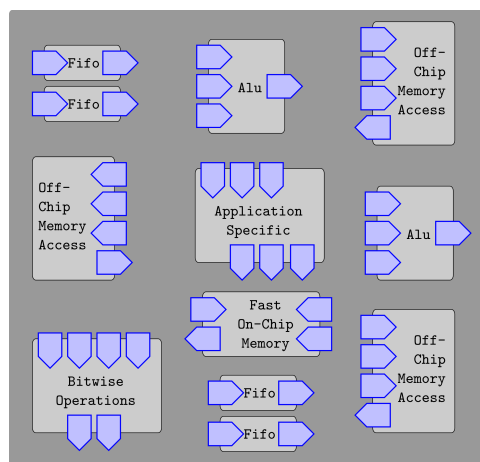 Fifo
Fifo
Alu
Off-
Chip
Memory
Access
Off-
Chip
Memory
Access
Application
Specific
Alu
Fast
On-Chip
Memory
Off-
Chip
Memory
Access
Bitwise
Operations
Fifo
Fifo